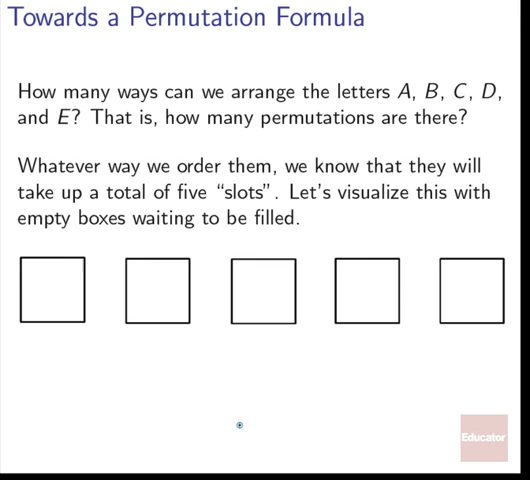 Towards a Permutation Formula
How many ways can we arrange the letters A, B, C, D,
and E? That is, how many permutations are there?
Whatever way we order them, we know that they will
take up a total of five “slots”. Let’s visualize this with
empty boxes waiting to be filled.
Educator